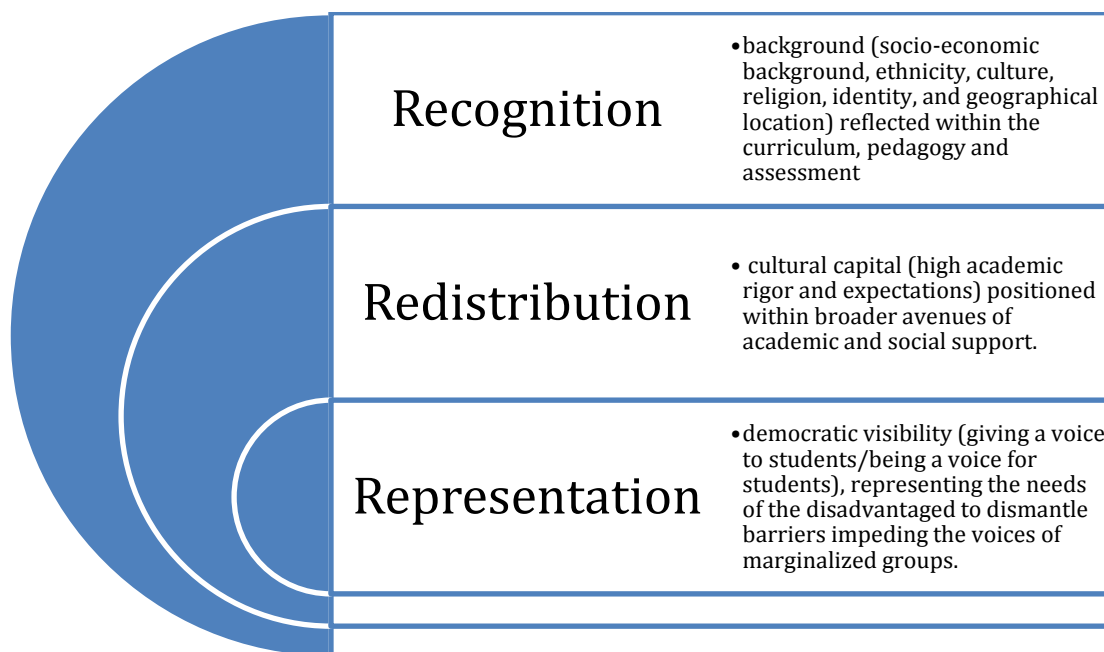 Recognition
•background (socio-economic
background, ethnicity, culture,
religion, identity, and geographical
location) reflected within the
curriculum, pedagogy and
assessment
Redistribution
• cultural capital (high academic
rigor and expectations) positioned
within broader avenues of
academic and social support.
Representation
•democratic visibility (giving a voice
to students/being a voice for
students), representing the needs
of the disadvantaged to dismantle
barriers impeding the voices of
marginalized groups.